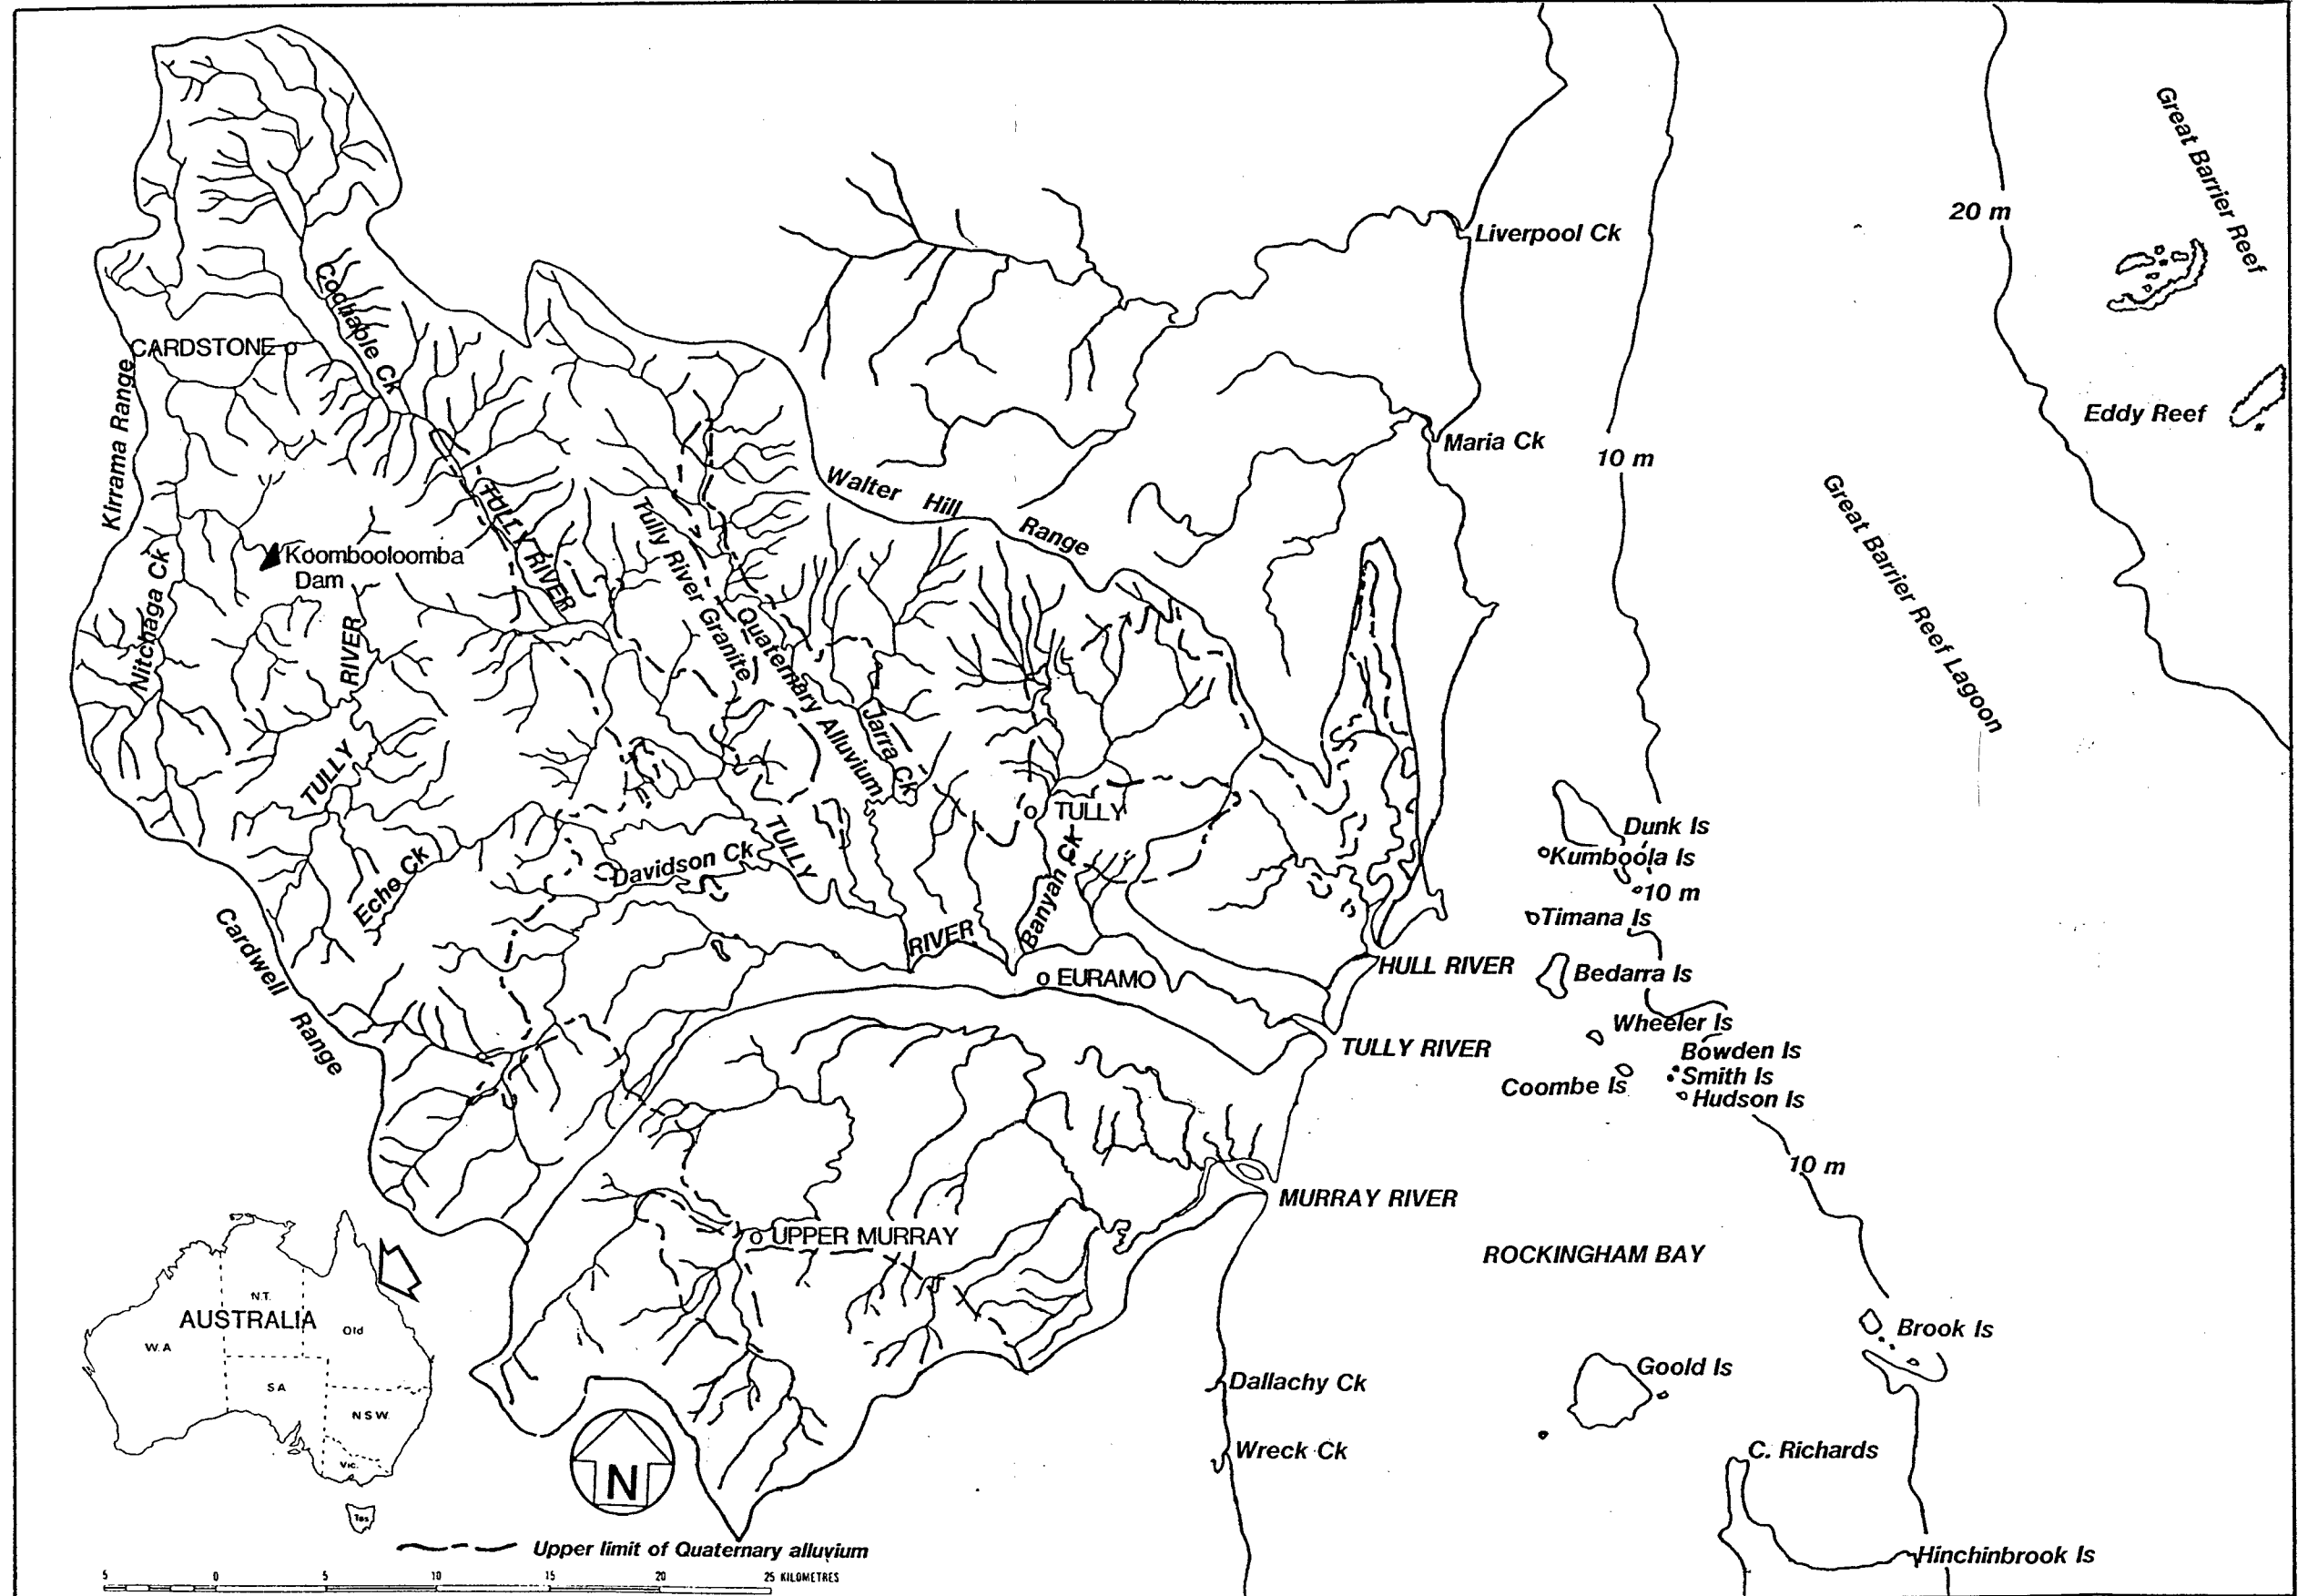 Great Barrier Reef
20 m
Liverpool Ck
Cochable Ck
CARDSTONE
Kirrama Range
Eddy Reef
Maria Ck
10 m
Walter Hill Range
Great Barrier Reef Lagoon
TULLY RIVER
Tully River Granite
Quaternary Alluvium
Koombooloomba
Dam
Nitchaga Ck
TULLY RIVER
Jarra Ck
TULLY
Dunk Is
Kumboola Is
10 m
Timana Is
Davidson Ck
Echo Ck
Banyan Ck
TULLY RIVER
Cardwell Range
EURAMO
HULL RIVER
Bedarra Is
Wheeler Is
TULLY RIVER
Bowden Is
Smith Is
Coombe Is
Hudson Is
10 m
MURRAY RIVER
UPPER MURRAY
ROCKINGHAM BAY
N.T.
AUSTRALIA
Qld
W.A
SA
N S W.
Vic.
Tas
Brook Is
Goold Is
Dallachy Ck
Wreck Ck
C. Richards
N
Upper limit of Quaternary alluvium
Hinchinbrook Is
5 0 5 10 15 20 25 KILOMETRES